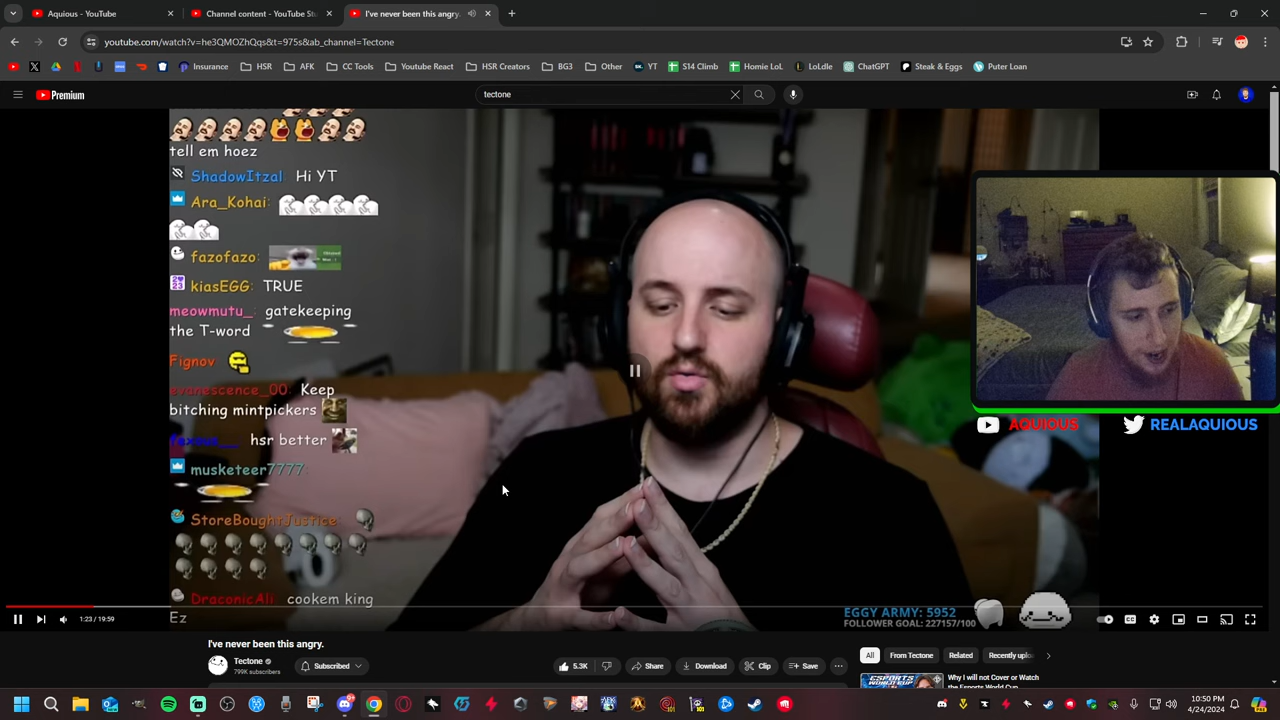 Aquious - YouTube
Channel content - YouTube St
I've never been this angry.
youtube.com/watch?v=he3QMOZhQqs&t=975s&ab_channel=Tectone
Insurance
HSR
AFK
CC Tools
Youtube React
HSR Creators
BG3
Other
YT
S14 Climb
Homie LoL
Lol.dle
ChatGPT
Steak & Eggs
Puter Loan
Premium
tectone
tell em hoez
ShadowItzal: Hi YT
Ara_Kohai:
fazofazo:
kiasEGG: TRUE
meowmutu_: gatekeeping
the T-word
Fignov
evanescence_00: Keep
bitching mintpickers
hsr better
musketeer7777:
StoreBoughtJustice:
DraconicAli: cookem king
Ez
AQUIOUS
REALAQUIOUS
EGGY ARMY: 5952
FOLLOWER GOAL: 227157/100
1:23 / 19:59
I've never been this angry.
Tectone
799K subscribers
Subscribed
5.3K
Share
Download
Clip
Save
All
From Tectone
Related
Recently uplo
Why I will not Cover or Watch
the Esports World Cup
10:50 PM
4/24/2024